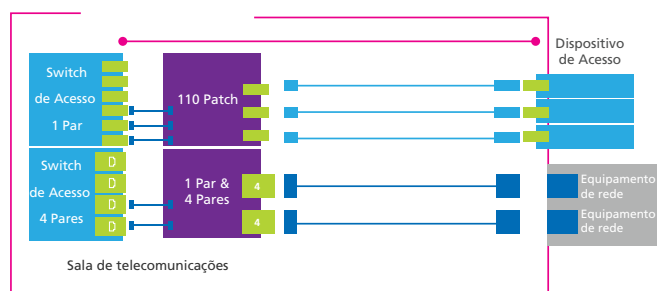 Dispositivo
de Acesso
Switch
de Acesso
1 Par
110 Patch
Switch
de Acesso
4 Pares
D
D
D
D
1 Par &
4 Pares
4
4
Equipamento
de rede
Equipamento
de rede
Sala de telecomunicações